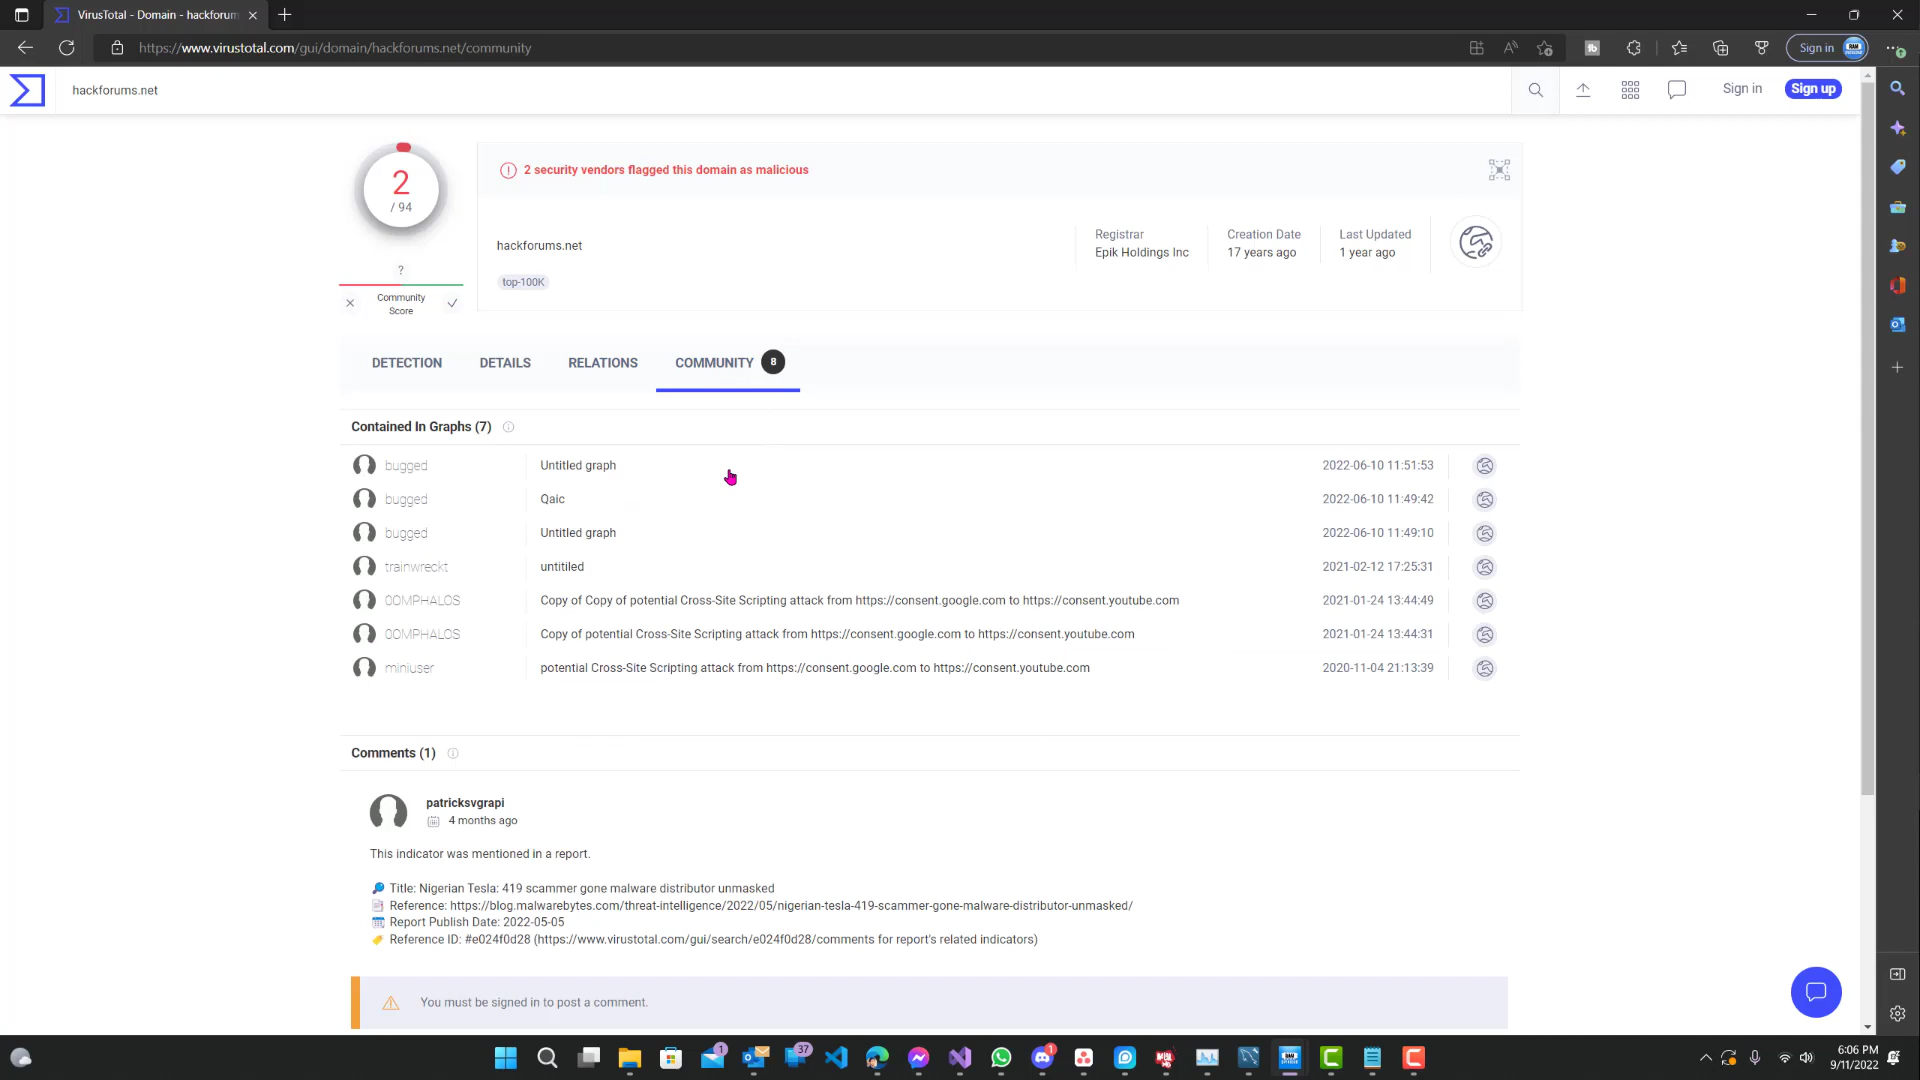 VirusTotal - Domain - hackforum
https://www.virustotal.com/gui/domain/hackforums.net/community
Sign in
hackforums.net
Sign in
Sign up
2
/ 94
2 security vendors flagged this domain as malicious
hackforums.net
top-100K
Registrar
Epik Holdings Inc
Creation Date
17 years ago
Last Updated
1 year ago
?
Community
Score
DETECTION
DETAILS
RELATIONS
COMMUNITY 8
Contained In Graphs (7)
bugged Untitled graph 2022-06-10 11:51:53
bugged Qaic 2022-06-10 11:49:42
bugged Untitled graph 2022-06-10 11:49:10
trainwreckt untitiled 2021-02-12 17:25:31
0OMPHALOS Copy of Copy of potential Cross-Site Scripting attack from https://consent.google.com to https://consent.youtube.com 2021-01-24 13:44:49
0OMPHALOS Copy of potential Cross-Site Scripting attack from https://consent.google.com to https://consent.youtube.com 2021-01-24 13:44:31
miniuser potential Cross-Site Scripting attack from https://consent.google.com to https://consent.youtube.com 2020-11-04 21:13:39
Comments (1)
patricksvgrapi
4 months ago
This indicator was mentioned in a report.
Title: Nigerian Tesla: 419 scammer gone malware distributor unmasked
Reference: https://blog.malwarebytes.com/threat-intelligence/2022/05/nigerian-tesla-419-scammer-gone-malware-distributor-unmasked/
Report Publish Date: 2022-05-05
Reference ID: #e024f0d28 (https://www.virustotal.com/gui/search/e024f0d28/comments for report's related indicators)
You must be signed in to post a comment.
1
37
1
6:06 PM
9/11/2022